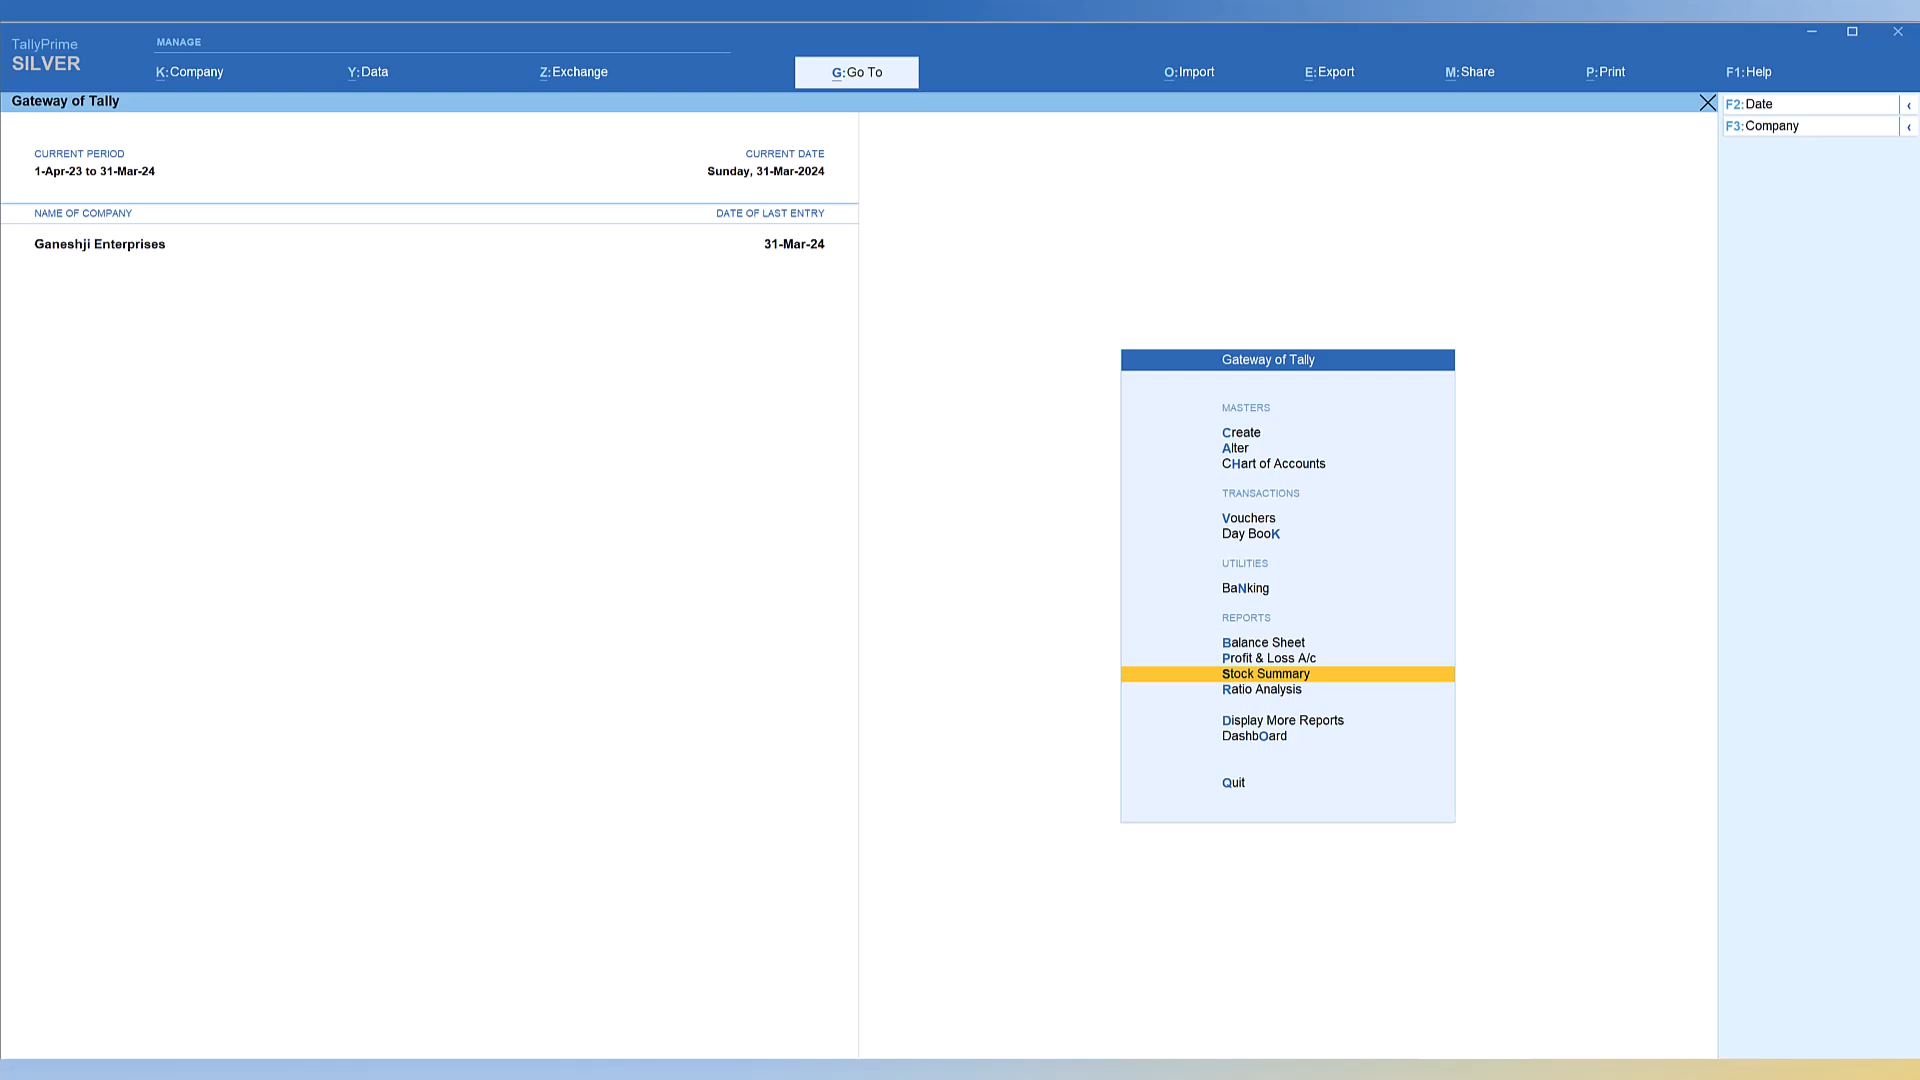 TallyPrime
SILVER
MANAGE
K:Company
Y:Data
Z:Exchange
G:Go To
O:Import
E:Export
M:Share
P:Print
F1:Help
Gateway of Tally
F2:Date
F3:Company
CURRENT PERIOD
CURRENT DATE
1-Apr-23 to 31-Mar-24
Sunday, 31-Mar-2024
NAME OF COMPANY
DATE OF LAST ENTRY
Ganeshji Enterprises
31-Mar-24
Gateway of Tally
MASTERS
Create
Alter
CHart of Accounts
TRANSACTIONS
Vouchers
Day BooK
UTILITIES
BaNking
REPORTS
Balance Sheet
Profit & Loss A/c
Stock Summary
Ratio Analysis
Display More Reports
DashbOard
Quit